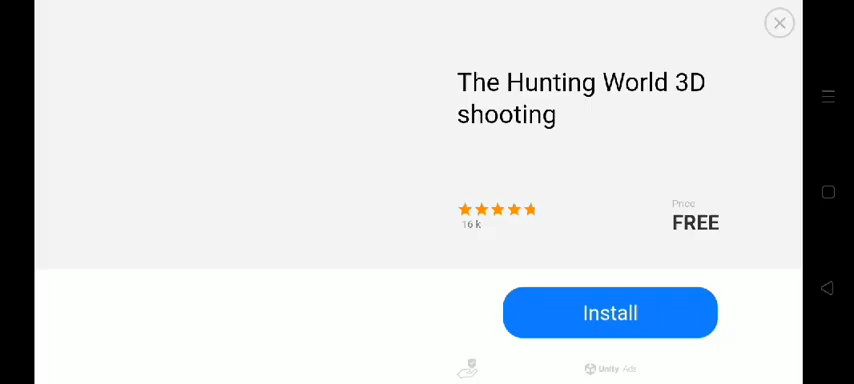 The Hunting World 3D
shooting
16 k
Price
FREE
Install
Unity Ads